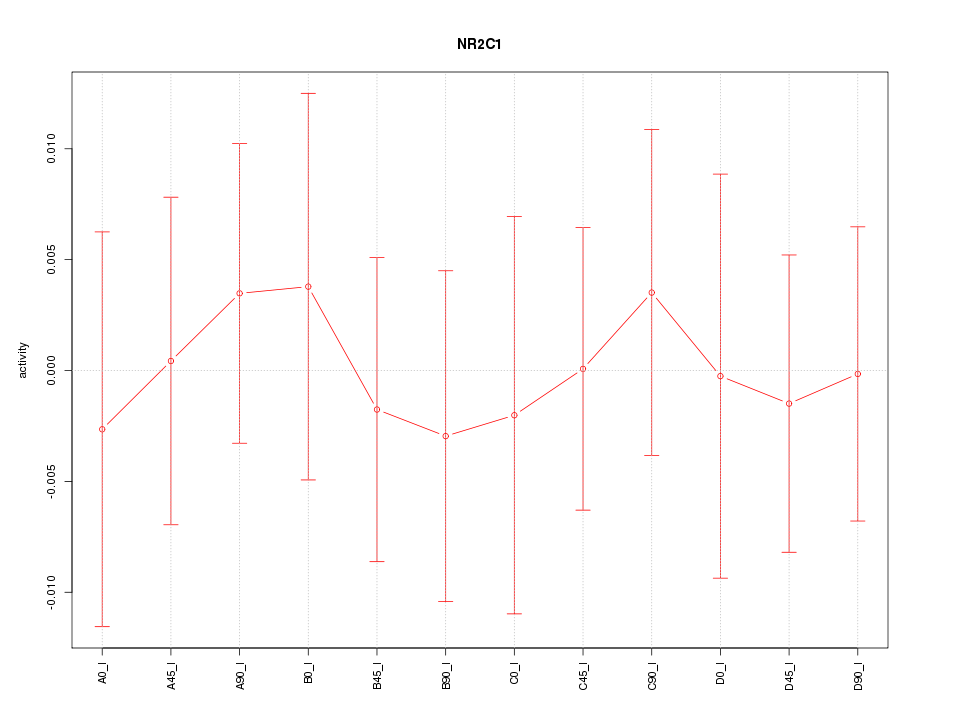 NR2C1
activity
0.010
0.005
0.000
-0.005
-0.010
A0_I
A45_I
A90_I
B0_I
B45_I
B90_I
C0_I
C45_I
C90_I
D0_I
D45_I
D90_I